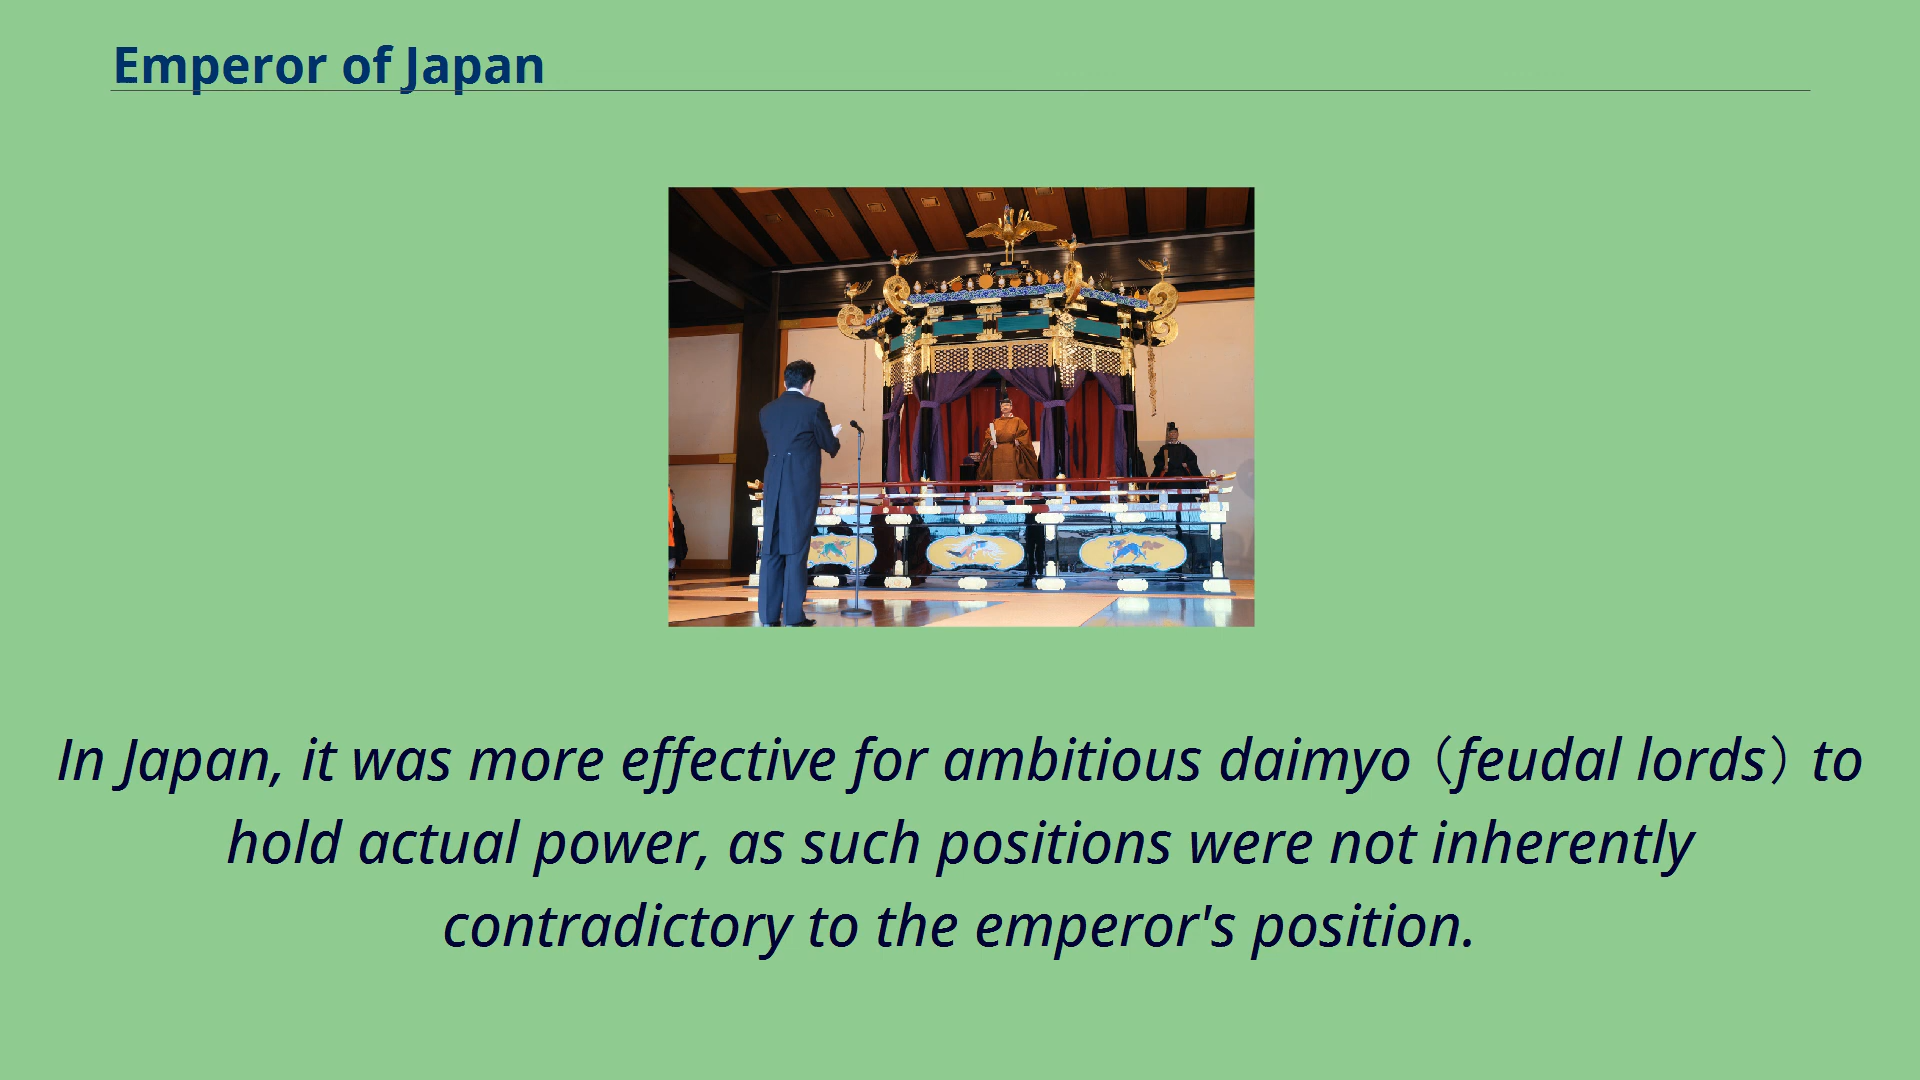 Emperor of Japan
In Japan, it was more effective for ambitious daimyo（feudal lords）to
hold actual power, as such positions were not inherently
contradictory to the emperor's position.